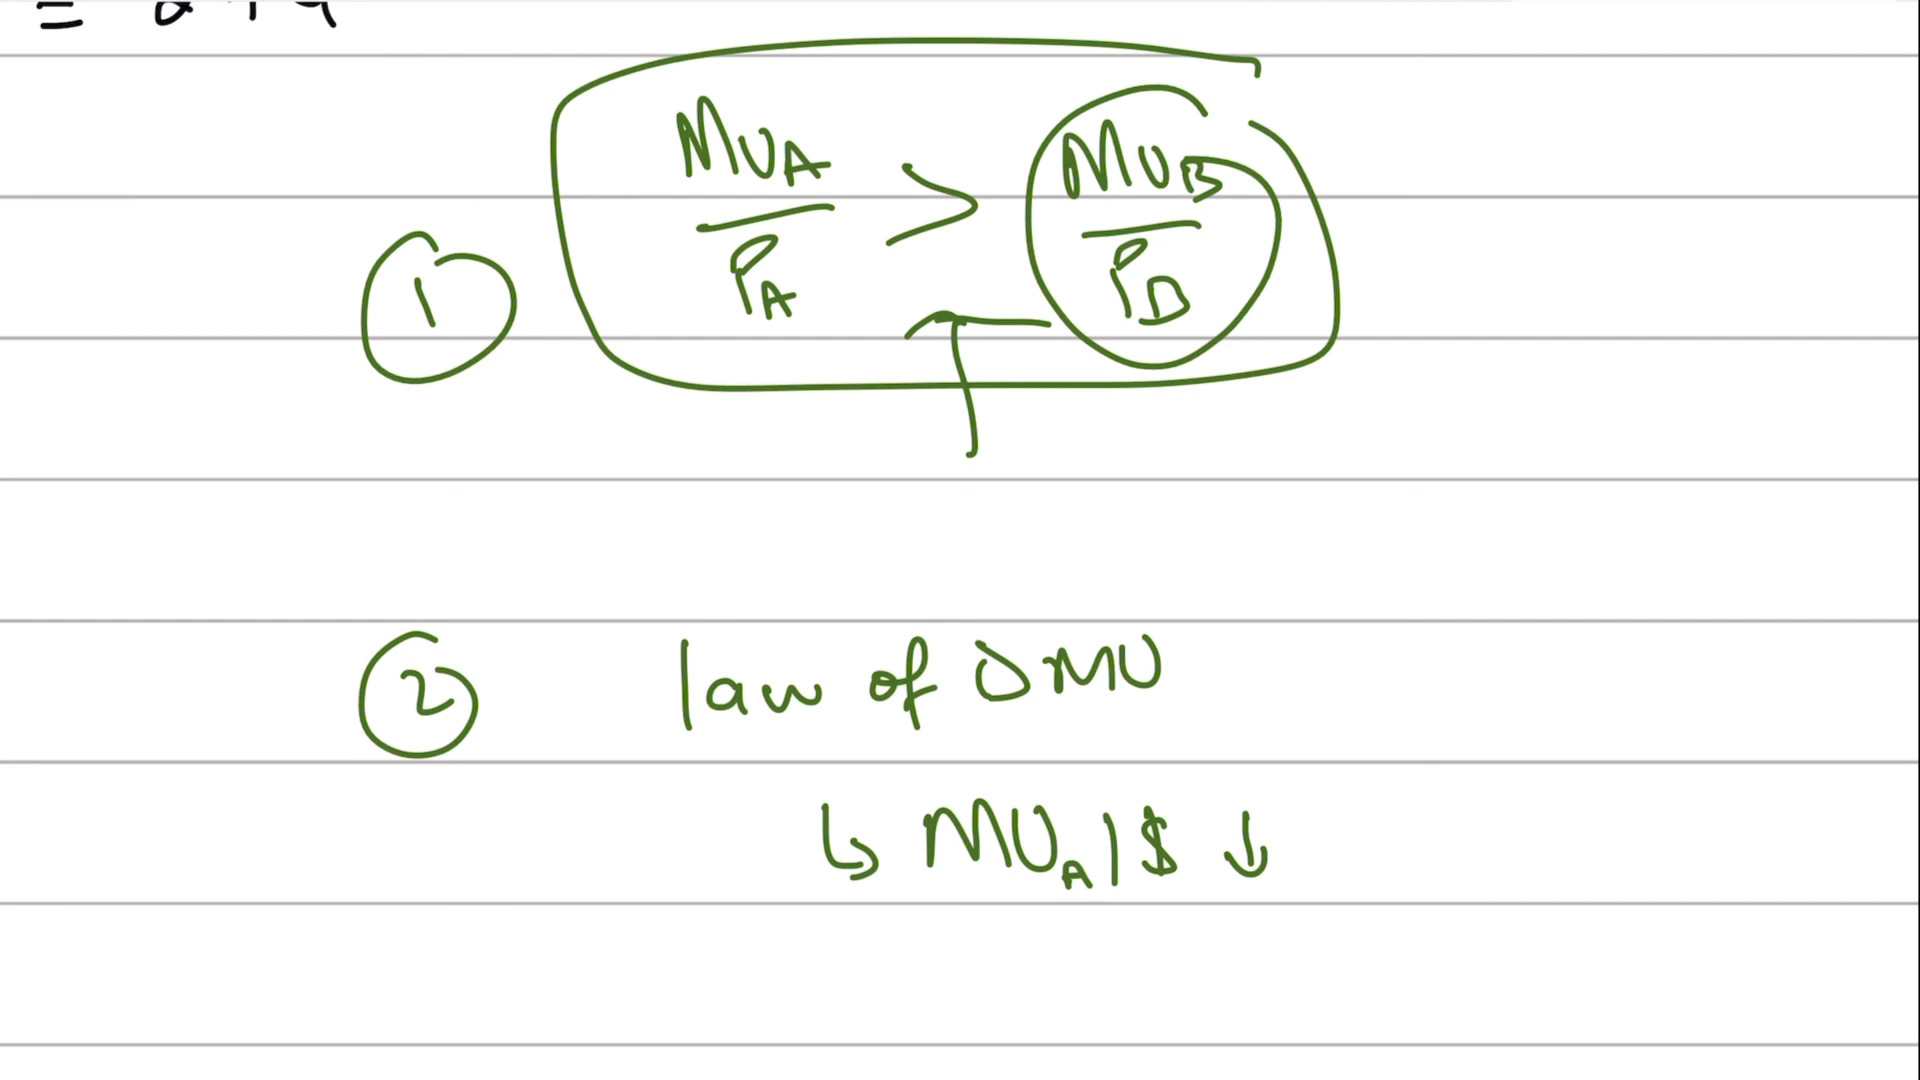 ① MUA/PA > MUB/PB
② law of DMU
↳ MUA/$ ↓